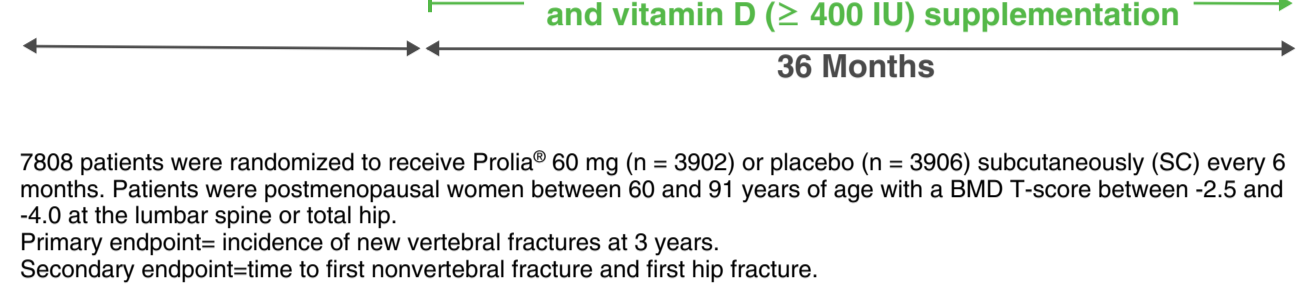 and vitamin D (≥ 400 IU) supplementation
36 Months
7808 patients were randomized to receive Prolia® 60 mg (n = 3902) or placebo (n = 3906) subcutaneously (SC) every 6
months. Patients were postmenopausal women between 60 and 91 years of age with a BMD T-score between -2.5 and
-4.0 at the lumbar spine or total hip.
Primary endpoint= incidence of new vertebral fractures at 3 years.
Secondary endpoint=time to first nonvertebral fracture and first hip fracture.